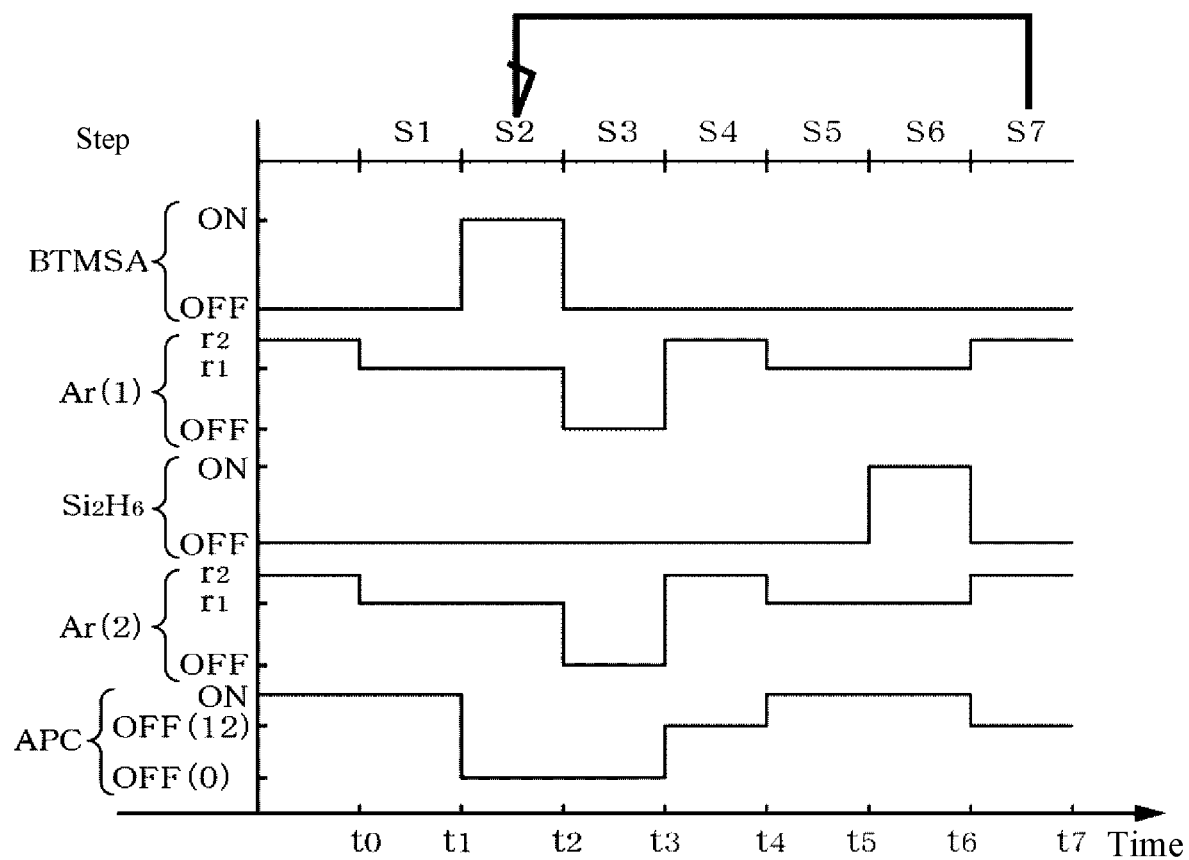 Step S1 S2 S3 S4 S5 S6 S7
ON
BTMSA
OFF
r2
r1
Ar(1)
OFF
ON
Si2H6
OFF
r2
r1
Ar(2)
OFF
ON
OFF(12)
APC
OFF(0)
t0 t1 t2 t3 t4 t5 t6 t7 Time